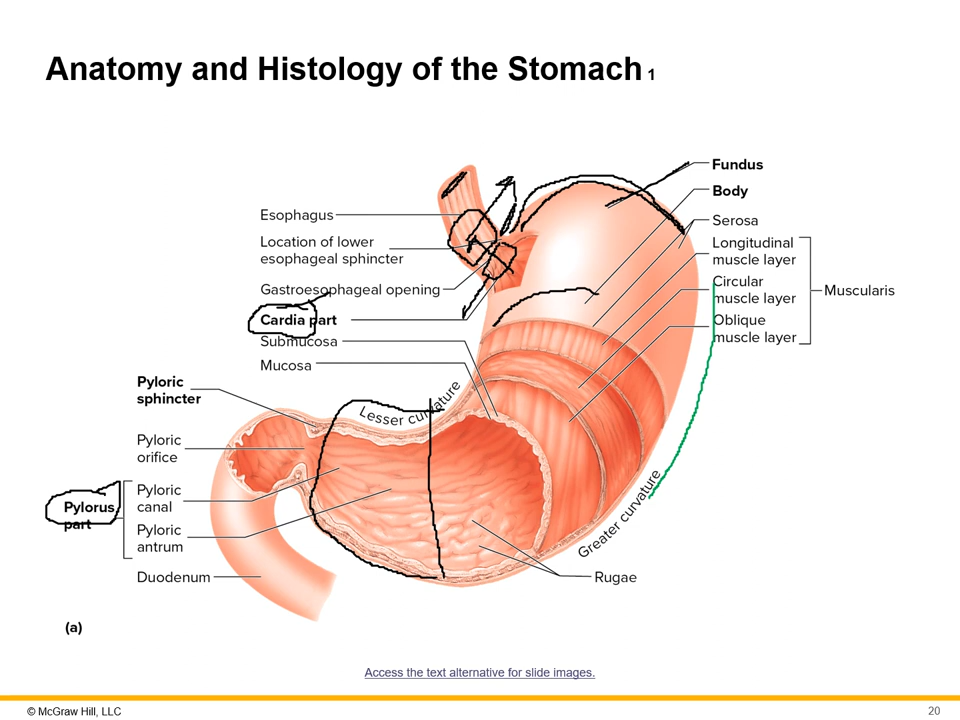 Anatomy and Histology of the Stomach 1
Fundus
Body
Serosa
Longitudinal
muscle layer
Circular
muscle layer
Oblique
muscle layer
Muscularis
Esophagus
Location of lower
esophageal sphincter
Gastroesophageal opening
Cardia part
Submucosa
Mucosa
Pyloric
sphincter
Lesser curvature
Pyloric
orifice
Pyloric
canal
Pylorus
part
Pyloric
antrum
Duodenum
Greater curvature
Rugae
(a)
Access the text alternative for slide images.
© McGraw Hill, LLC
20